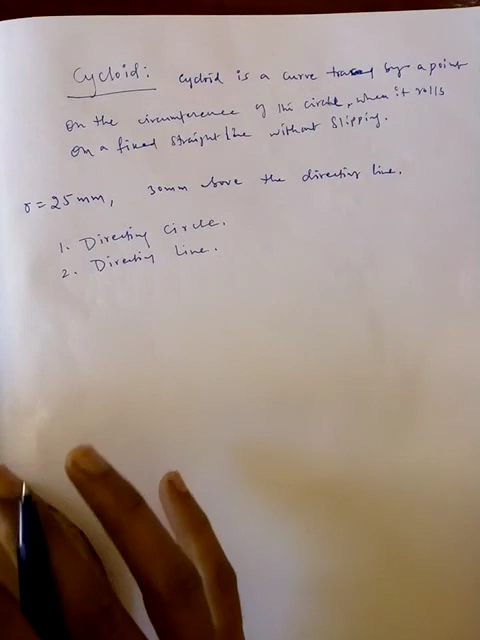 Cycloid: Cycloid is a curve traced by a point
on the circumference of the circle, when it rolls
on a fixed straight line without slipping.
r = 25mm, 30mm above the directing line.
1. Directing Circle.
2. Directing Line.